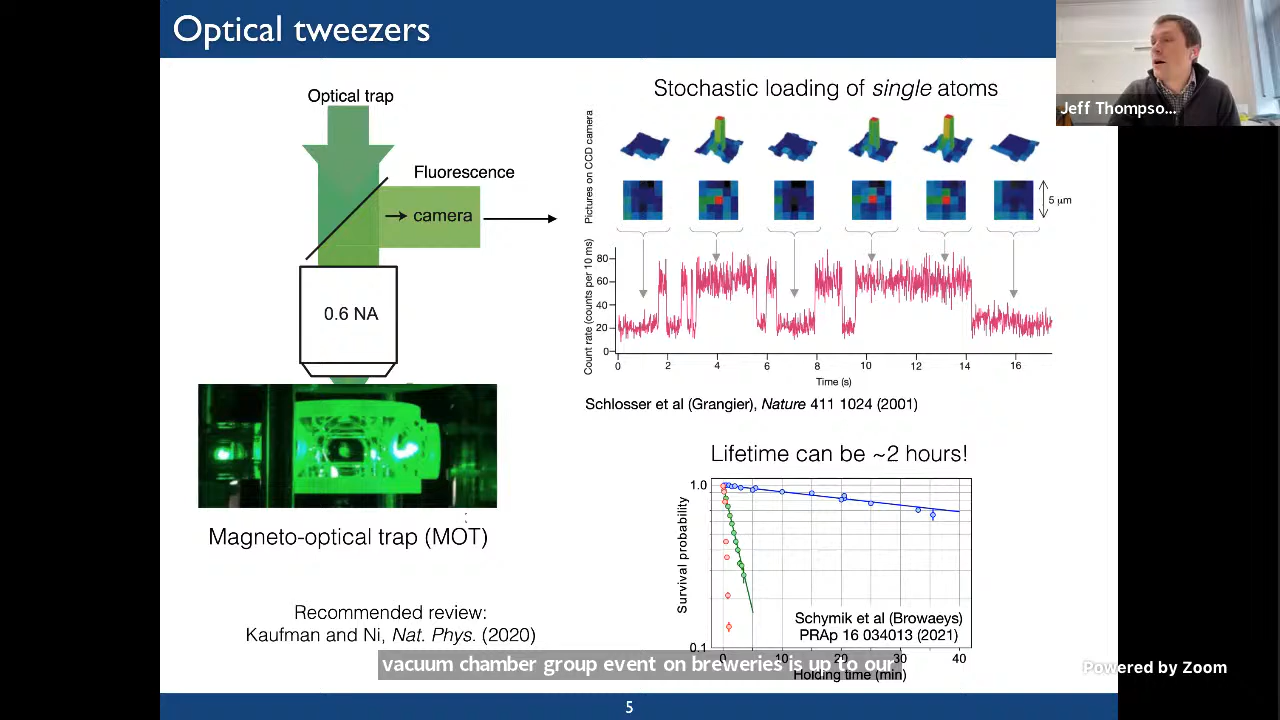 Optical tweezers
Jeff Thompso...
Optical trap
Fluorescence
→ camera
0.6 NA
Magneto-optical trap (MOT)
Recommended review:
Kaufman and Ni, Nat. Phys. (2020)
Stochastic loading of single atoms
Pictures on CCD camera
5 μm
Count rate (counts per 10 ms)
80
60
40
20
0
0 2 4 6 8 10 12 14 16
Time (s)
Schlosser et al (Grangier), Nature 411 1024 (2001)
Lifetime can be ~2 hours!
Survival probability
1.0
0.1
Schymik et al (Browaeys)
PRAp 16 034013 (2021)
0 10 20 30 40
Holding time (min)
vacuum chamber group event on breweries is up to our
Powered by Zoom
5